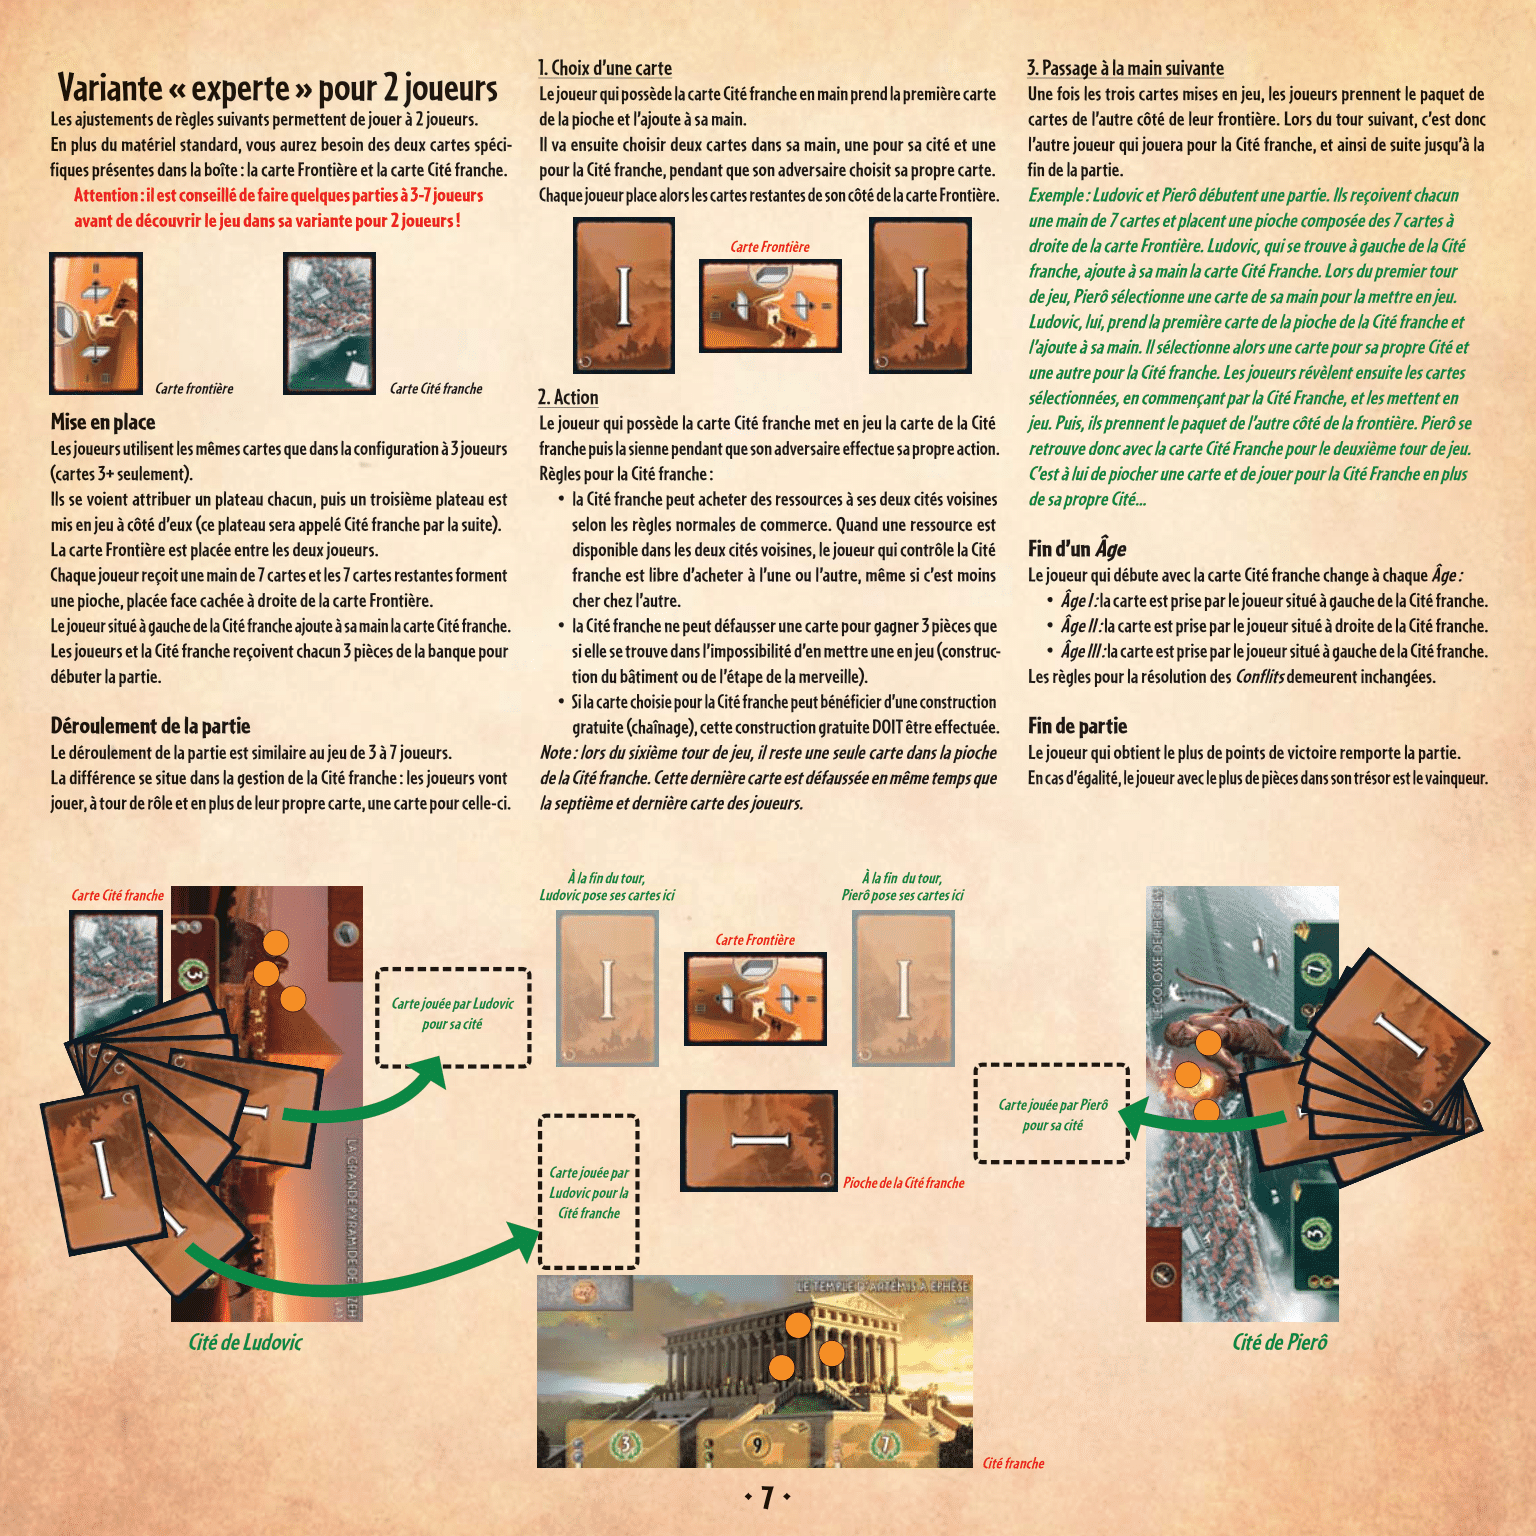 Variante « experte » pour 2 joueurs
Les ajustements de règles suivants permettent de jouer à 2 joueurs.
En plus du matériel standard, vous aurez besoin des deux cartes spéci-
fiques présentes dans la boîte : la carte Frontière et la carte Cité franche.
Attention : il est conseillé de faire quelques parties à 3-7 joueurs
avant de découvrir le jeu dans sa variante pour 2 joueurs !
Carte frontière
Carte Cité franche
Mise en place
Les joueurs utilisent les mêmes cartes que dans la configuration à 3 joueurs
(cartes 3+ seulement).
Ils se voient attribuer un plateau chacun, puis un troisième plateau est
mis en jeu à côté d'eux (ce plateau sera appelé Cité franche par la suite).
La carte Frontière est placée entre les deux joueurs.
Chaque joueur reçoit une main de 7 cartes et les 7 cartes restantes forment
une pioche, placée face cachée à droite de la carte Frontière.
Le joueur situé à gauche de la Cité franche ajoute à sa main la carte Cité franche.
Les joueurs et la Cité franche reçoivent chacun 3 pièces de la banque pour
débuter la partie.
Déroulement de la partie
Le déroulement de la partie est similaire au jeu de 3 à 7 joueurs.
La différence se situe dans la gestion de la Cité franche : les joueurs vont
jouer, à tour de rôle et en plus de leur propre carte, une carte pour celle-ci.
1. Choix d'une carte
Le joueur qui possède la carte Cité franche en main prend la première carte
de la pioche et l'ajoute à sa main.
Il va ensuite choisir deux cartes dans sa main, une pour sa cité et une
pour la Cité franche, pendant que son adversaire choisit sa propre carte.
Chaque joueur place alors les cartes restantes de son côté de la carte Frontière.
I
Carte Frontière
I
2. Action
Le joueur qui possède la carte Cité franche met en jeu la carte de la Cité
franche puis la sienne pendant que son adversaire effectue sa propre action.
Règles pour la Cité franche :
• la Cité franche peut acheter des ressources à ses deux cités voisines
selon les règles normales de commerce. Quand une ressource est
disponible dans les deux cités voisines, le joueur qui contrôle la Cité
franche est libre d'acheter à l'une ou l'autre, même si c'est moins
cher chez l'autre.
• la Cité franche ne peut défausser une carte pour gagner 3 pièces que
si elle se trouve dans l'impossibilité d'en mettre une en jeu (construc-
tion du bâtiment ou de l'étape de la merveille).
• Si la carte choisie pour la Cité franche peut bénéficier d'une construction
gratuite (chaînage), cette construction gratuite DOIT être effectuée.
Note : lors du sixième tour de jeu, il reste une seule carte dans la pioche
de la Cité franche. Cette dernière carte est défaussée en même temps que
la septième et dernière carte des joueurs.
3. Passage à la main suivante
Une fois les trois cartes mises en jeu, les joueurs prennent le paquet de
cartes de l'autre côté de leur frontière. Lors du tour suivant, c'est donc
l'autre joueur qui jouera pour la Cité franche, et ainsi de suite jusqu'à la
fin de la partie.
Exemple : Ludovic et Pierô débutent une partie. Ils reçoivent chacun
une main de 7 cartes et placent une pioche composée des 7 cartes à
droite de la carte Frontière. Ludovic, qui se trouve à gauche de la Cité
franche, ajoute à sa main la carte Cité Franche. Lors du premier tour
de jeu, Pierô sélectionne une carte de sa main pour la mettre en jeu.
Ludovic, lui, prend la première carte de la pioche de la Cité franche et
l'ajoute à sa main. Il sélectionne alors une carte pour sa propre Cité et
une autre pour la Cité franche. Les joueurs révèlent ensuite les cartes
sélectionnées, en commençant par la Cité Franche, et les mettent en
jeu. Puis, ils prennent le paquet de l'autre côté de la frontière. Pierô se
retrouve donc avec la carte Cité Franche pour le deuxième tour de jeu.
C'est à lui de piocher une carte et de jouer pour la Cité Franche en plus
de sa propre Cité...
Fin d'un Âge
Le joueur qui débute avec la carte Cité franche change à chaque Âge :
• Âge I : la carte est prise par le joueur situé à gauche de la Cité franche.
• Âge II : la carte est prise par le joueur situé à droite de la Cité franche.
• Âge III : la carte est prise par le joueur situé à gauche de la Cité franche.
Les règles pour la résolution des Conflits demeurent inchangées.
Fin de partie
Le joueur qui obtient le plus de points de victoire remporte la partie.
En cas d'égalité, le joueur avec le plus de pièces dans son trésor est le vainqueur.
Carte Cité franche
3
LA GRANDE PYRAMIDE DE GIZEH
I
I
I
Cité de Ludovic
Carte jouée par Ludovic
pour sa cité
À la fin du tour,
Ludovic pose ses cartes ici
I
Carte Frontière
À la fin du tour,
Pierô pose ses cartes ici
I
Carte jouée par
Ludovic pour la
Cité franche
I
Pioche de la Cité franche
Carte jouée par Pierô
pour sa cité
LE COLOSSE DE RHODES
7
3
I
Cité de Pierô
LE TEMPLE D'ARTÉMIS À EPHÈSE
3
9
7
Cité franche
7